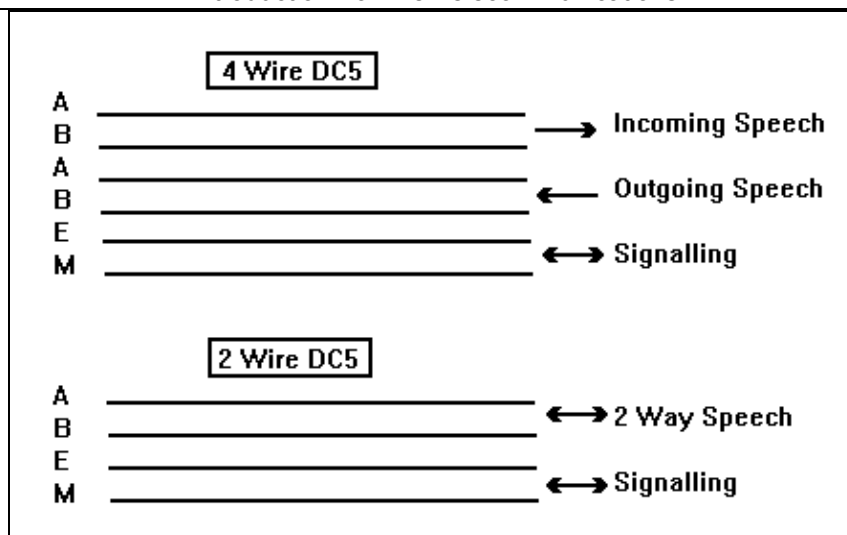 4 Wire DC5
A
B
Incoming Speech
A
B
Outgoing Speech
E
M
Signalling
2 Wire DC5
A
B
2 Way Speech
E
M
Signalling